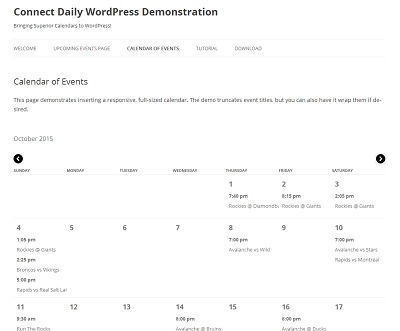 Connect Daily WordPress Demonstration
Bringing Superior Calendars to WordPress!
WELCOME UPCOMING EVENTS PAGE CALENDAR OF EVENTS TUTORIAL DOWNLOAD
Calendar of Events
This page demonstrates inserting a responsive, full-sized calendar. The demo truncates event titles, but you can also have it wrap them if de-
sired.
October 2015
SUNDAY MONDAY TUESDAY WEDNESDAY THURSDAY FRIDAY SATURDAY
1 2 3
7:40 pm 8:15 pm 2:05 pm
Rockies @ Diamondba Rockies @ Giants Rockies @ Giants
4 5 6 7 8 9 10
1:05 pm 7:00 pm 7:00 pm
Rockies @ Giants Avalanche vs Wild Avalanche vs Stars
2:25 pm Rapids vs Montreal
Broncos vs Vikings
5:00 pm
Rapids vs Real Salt Lal
11 12 13 14 15 16 17
9:30 am 8:00 pm 8:00 pm
Run The Rocks Avalanche @ Bruins Avalanche @ Ducks